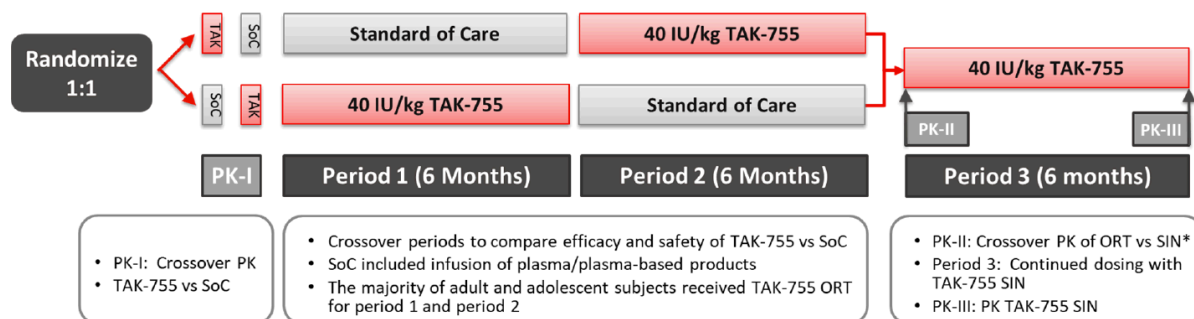 TAK
SoC
Standard of Care
40 IU/kg TAK-755
Randomize
1:1
40 IU/kg TAK-755
SoC
TAK
40 IU/kg TAK-755
Standard of Care
PK-II
PK-III
PK-I
Period 1 (6 Months)
Period 2 (6 Months)
Period 3 (6 months)
• PK-I: Crossover PK
• TAK-755 vs SoC
• Crossover periods to compare efficacy and safety of TAK-755 vs SoC
• SoC included infusion of plasma/plasma-based products
• The majority of adult and adolescent subjects received TAK-755 ORT
for period 1 and period 2
• PK-II: Crossover PK of ORT vs SIN*
• Period 3: Continued dosing with
TAK-755 SIN
• PK-III: PK TAK-755 SIN